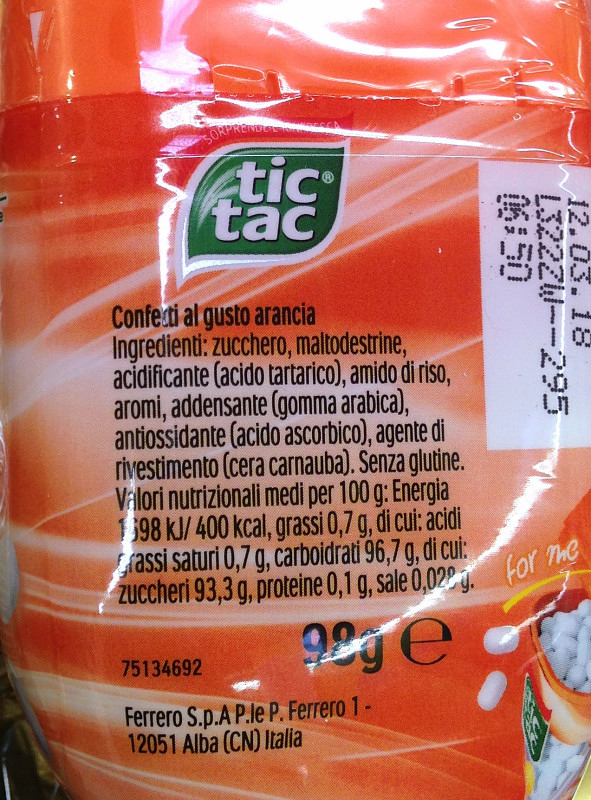 SORPRENDE E RINFRESCA
tic®
tac
Confetti al gusto arancia
Ingredienti: zucchero, maltodestrine,
acidificante (acido tartarico), amido di riso,
aromi, addensante (gomma arabica),
antiossidante (acido ascorbico), agente di
rivestimento (cera carnauba). Senza glutine.
Valori nutrizionali medi per 100 g: Energia
1698 kJ/ 400 kcal, grassi 0,7 g, di cui: acidi
grassi saturi 0,7 g, carboidrati 96,7 g, di cui:
zuccheri 93,3 g, proteine 0,1 g, sale 0,028 g.
98g e
75134692
Ferrero S.p.A P.le P. Ferrero 1 -
12051 Alba (CN) Italia
12.03.18
for me